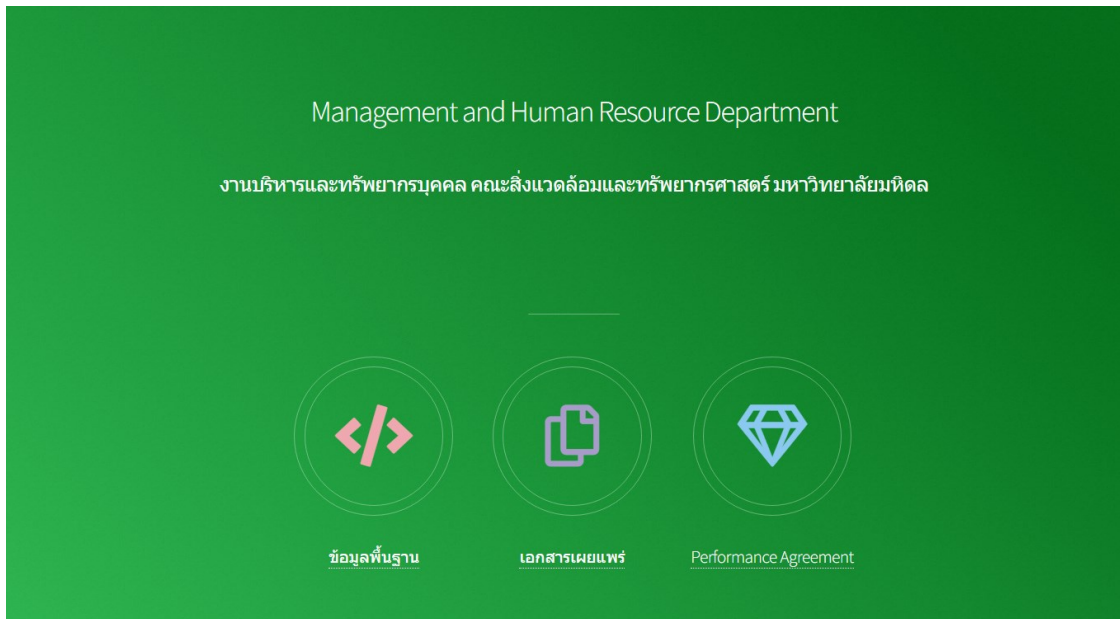 Management and Human Resource Department
งานบริหารและทรัพยากรบุคคล คณะสิ่งแวดล้อมและทรัพยากรศาสตร์ มหาวิทยาลัยมหิดล
ข้อมูลพื้นฐาน
เอกสารเผยแพร่
Performance Agreement